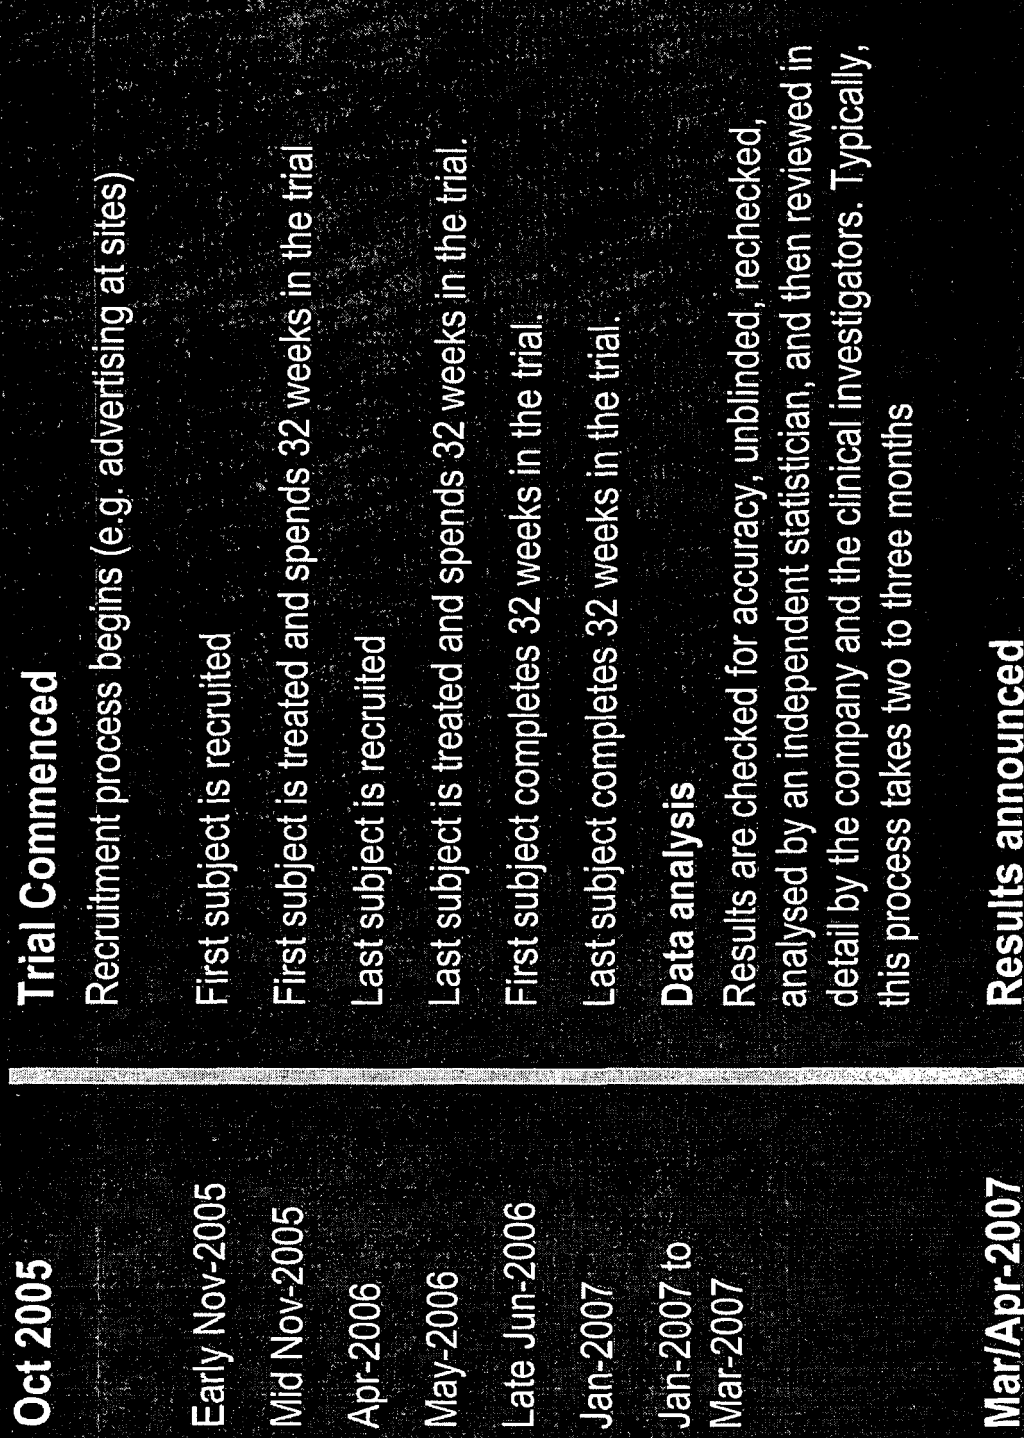 Oct 2005 Trial Commenced
Recruitment process begins (e.g. advertising at sites)
Early Nov-2005 First subject is recruited
Mid Nov-2005 First subject is treated and spends 32 weeks in the trial
Apr-2006 Last subject is recruited
May-2006 Last subject is treated and spends 32 weeks in the trial.
Late Jun-2006 First subject completes 32 weeks in the trial.
Jan-2007 Last subject completes 32 weeks in the trial.
Jan-2007 to Data analysis
Mar-2007
Results are checked for accuracy, unblinded, rechecked,
analysed by an independent statistician, and then reviewed in
detail by the company and the clinical investigators. Typically,
this process takes two to three months
Mar/Apr-2007 Results announced